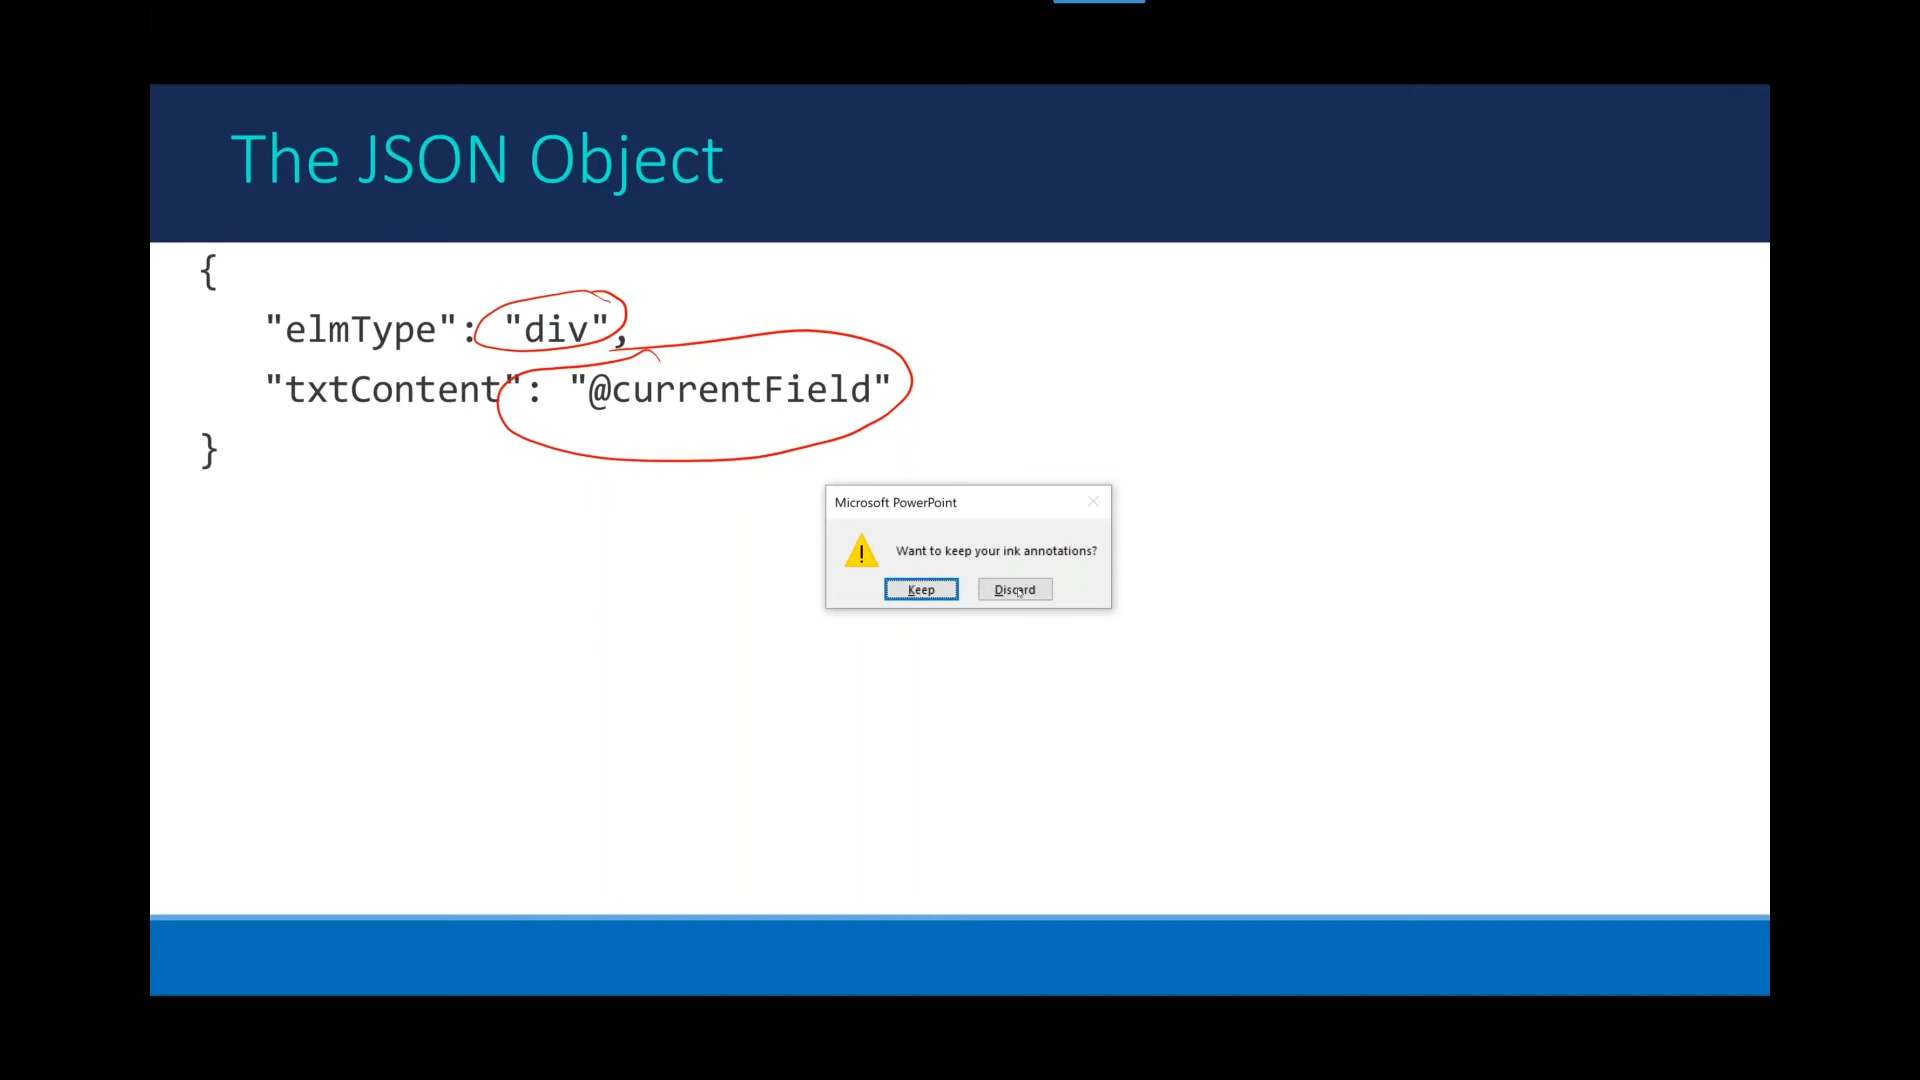 The JSON Object
{
"elmType": "div",
"txtContent": "@currentField"
}
Microsoft PowerPoint
Want to keep your ink annotations?
Keep
Discard